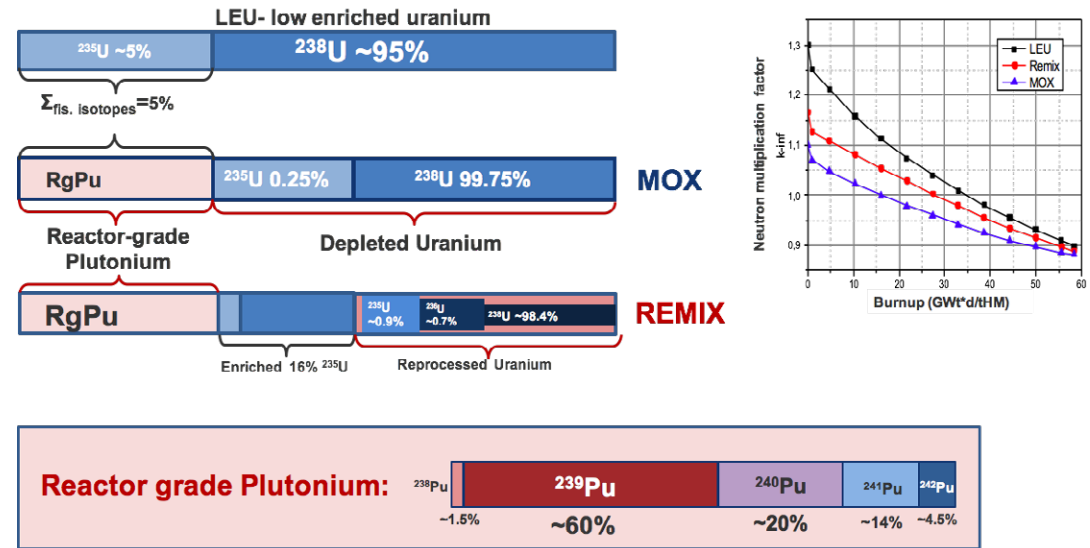 LEU- low enriched uranium
²³⁵U ~5%
²³⁸U ~95%
Σfis. isotopes=5%
RgPu
²³⁵U 0.25%
²³⁸U 99.75%
MOX
Reactor-grade
Plutonium
Depleted Uranium
RgPu
²³⁵U
~0.9%
²³⁶U
~0.7%
²³⁸U ~98.4%
REMIX
Enriched 16% ²³⁵U
Reprocessed Uranium
Neutron multiplication factor
k-inf
1,3
1,2
1,1
1,0
0,9
LEU
Remix
MOX
0 10 20 30 40 50 60
Burnup (GWt*d/tHM)
Reactor grade Plutonium:
²³⁸Pu
²³⁹Pu
²⁴⁰Pu
²⁴¹Pu
²⁴²Pu
~1.5%
~60%
~20%
~14%
~4.5%